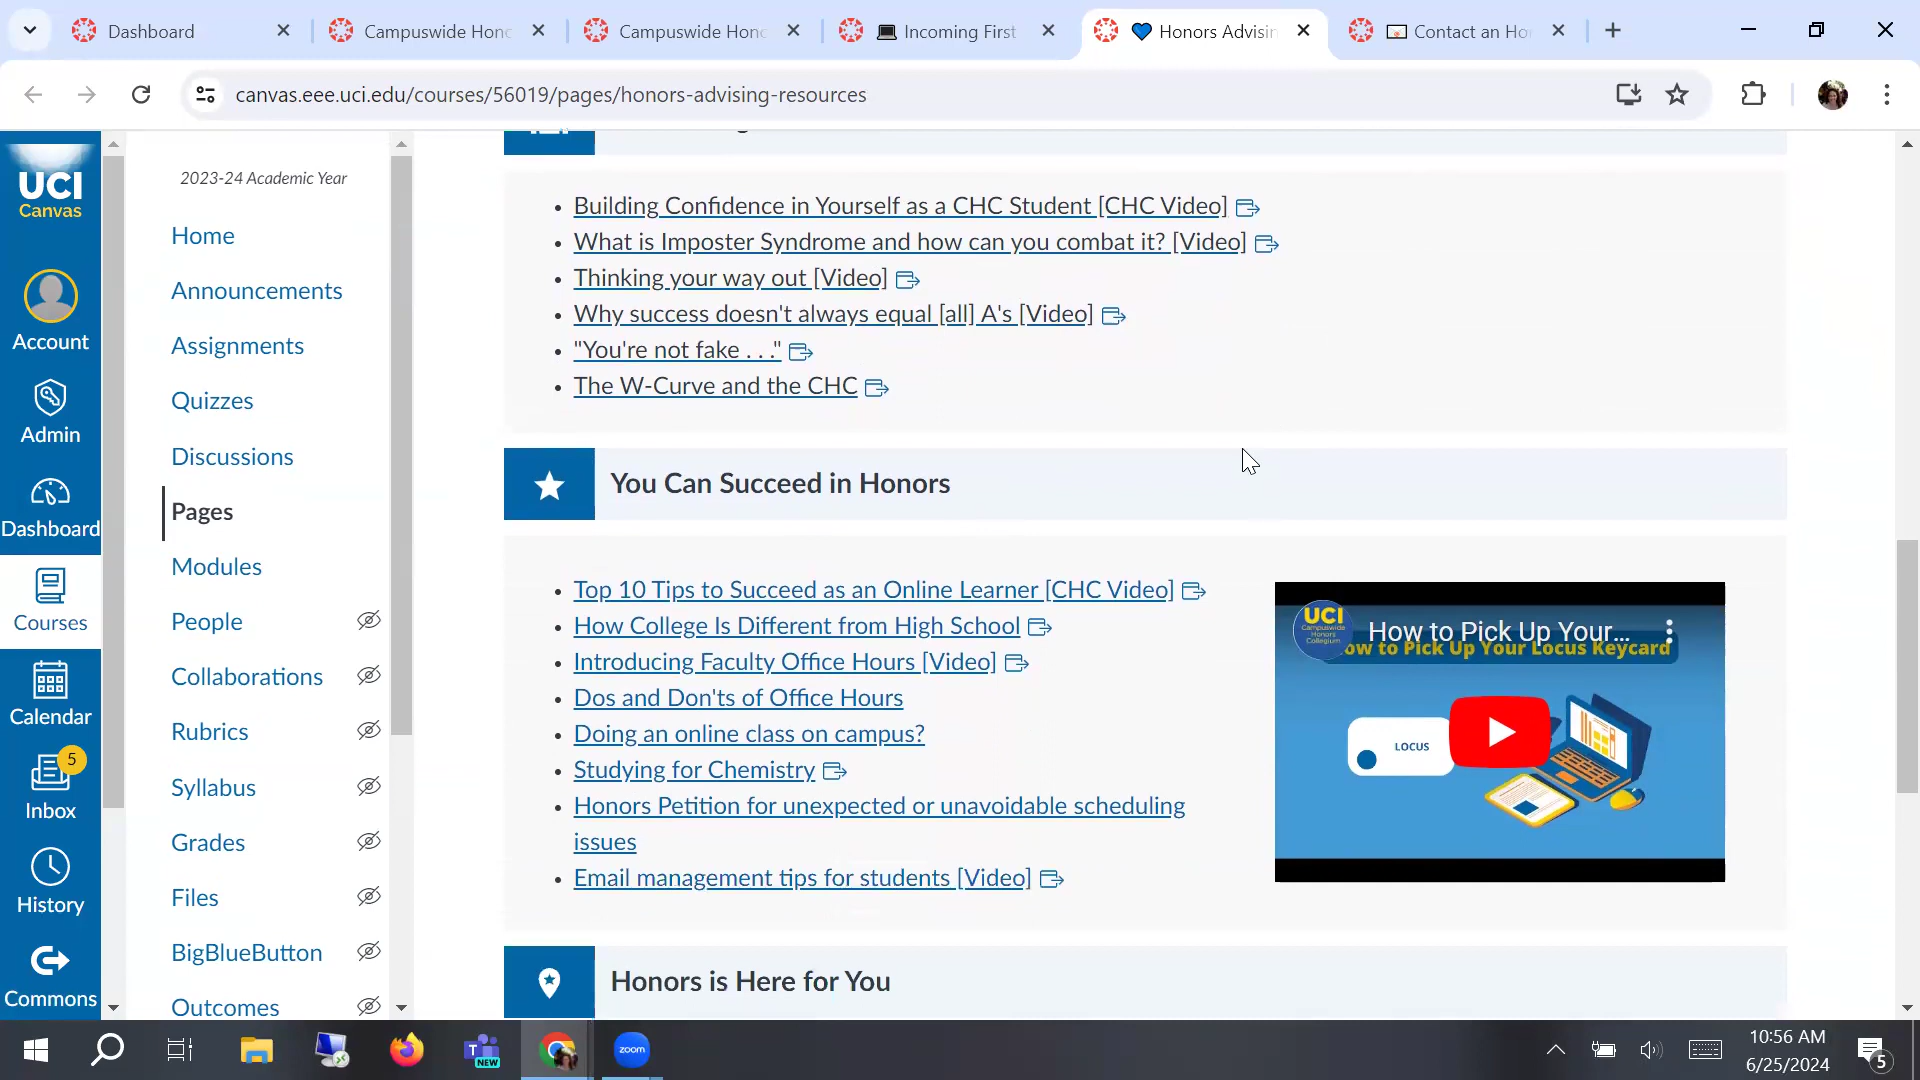 Dashboard
Campuswide Hono
Campuswide Hono
Incoming First
Honors Advisin
Contact an Ho
canvas.eee.uci.edu/courses/56019/pages/honors-advising-resources
UCI
Canvas
Account
Admin
Dashboard
Courses
Calendar
5
Inbox
History
Commons
2023-24 Academic Year
Home
Announcements
Assignments
Quizzes
Discussions
Pages
Modules
People
Collaborations
Rubrics
Syllabus
Grades
Files
BigBlueButton
Outcomes
Building Confidence in Yourself as a CHC Student [CHC Video]
What is Imposter Syndrome and how can you combat it? [Video]
Thinking your way out [Video]
Why success doesn't always equal [all] A's [Video]
"You're not fake . . ."
The W-Curve and the CHC
You Can Succeed in Honors
Top 10 Tips to Succeed as an Online Learner [CHC Video]
How College Is Different from High School
Introducing Faculty Office Hours [Video]
Dos and Don'ts of Office Hours
Doing an online class on campus?
Studying for Chemistry
Honors Petition for unexpected or unavoidable scheduling
issues
Email management tips for students [Video]
UCI
Campuswide
Honors
Collegium
How to Pick Up Your...
ow to Pick Up Your Locus Keycard
LOCUS
Honors is Here for You
NEW
zoom
10:56 AM
6/25/2024
5